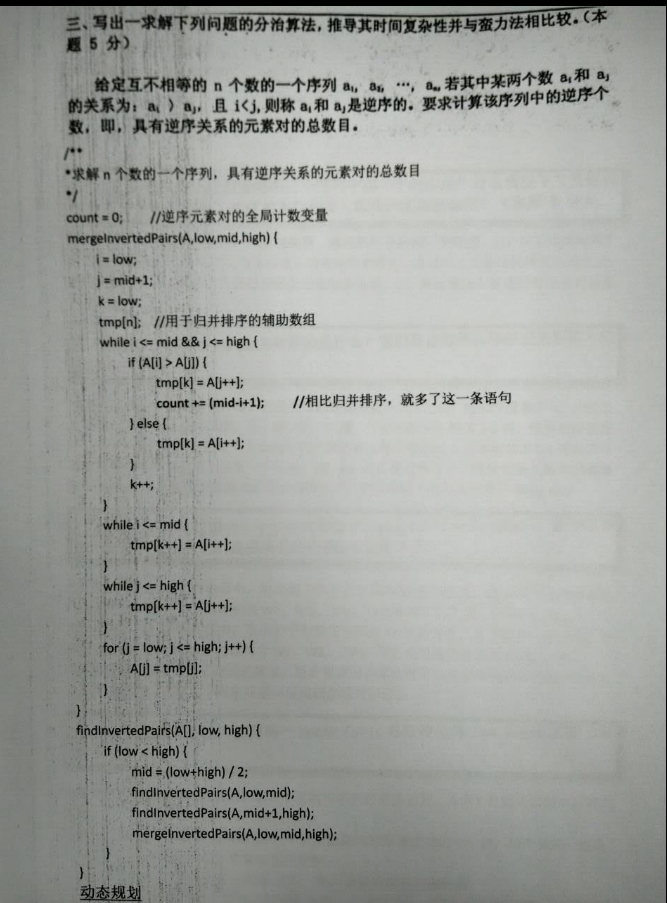 三、写出一求解下列问题的分治算法，推导其时间复杂性并与蛮力法相比较。（本
题 5 分）
给定互不相等的 n 个数的一个序列 a₁, a₂, …, aₙ, 若其中某两个数 aᵢ 和 aⱼ
的关系为：aᵢ 〉aⱼ，且 i<j, 则称 aᵢ 和 aⱼ 是逆序的。要求计算该序列中的逆序个
数，即，具有逆序关系的元素对的总数目。
/**
*求解 n 个数的一个序列，具有逆序关系的元素对的总数目
*/
count = 0; //逆序元素对的全局计数变量
mergeInvertedPairs(A,low,mid,high) {
i = low;
j = mid+1;
k = low;
tmp[n]; //用于归并排序的辅助数组
while i <= mid && j <= high {
if (A[i] > A[j]) {
tmp[k] = A[j++];
count += (mid-i+1); //相比归并排序，就多了这一条语句
} else {
tmp[k] = A[i++];
}
k++;
}
while i <= mid {
tmp[k++] = A[i++];
}
while j <= high {
tmp[k++] = A[j++];
}
for (j = low; j <= high; j++) {
A[j] = tmp[j];
}
}
findInvertedPairs(A[], low, high) {
if (low < high) {
mid = (low+high) / 2;
findInvertedPairs(A,low,mid);
findInvertedPairs(A,mid+1,high);
mergeInvertedPairs(A,low,mid,high);
}
}
动态规划